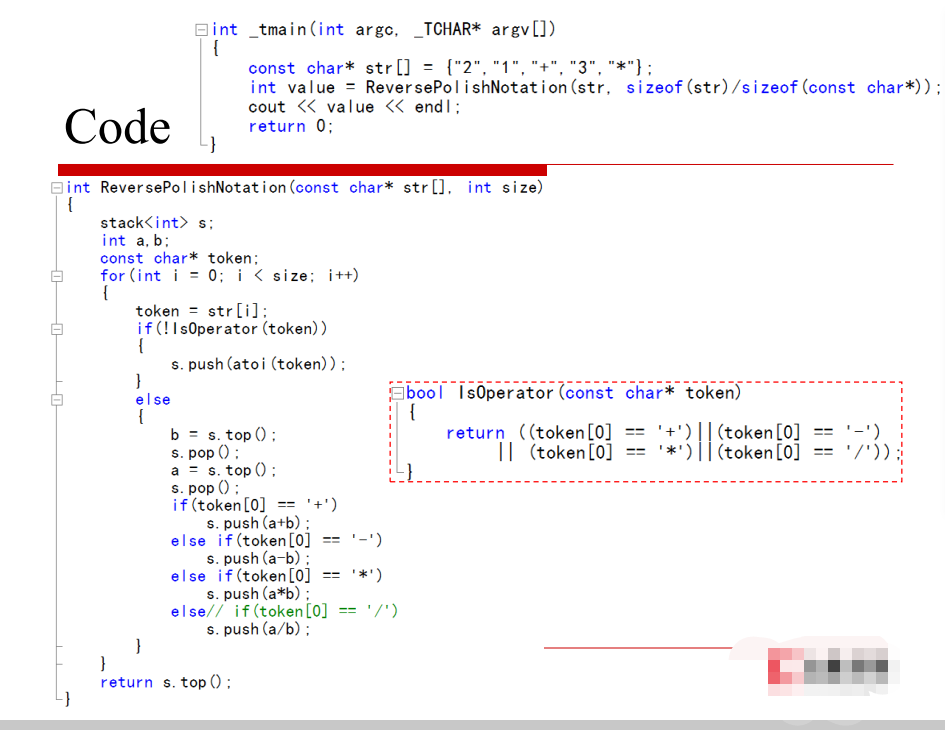 int _tmain(int argc, _TCHAR* argv[])
{
const char* str[] = {"2","1","+","3","*"};
int value = ReversePolishNotation(str, sizeof(str)/sizeof(const char*));
cout << value << endl;
return 0;
}
Code
int ReversePolishNotation(const char* str[], int size)
{
stack<int> s;
int a,b;
const char* token;
for(int i = 0; i < size; i++)
{
token = str[i];
if(!IsOperator(token))
{
s.push(atoi(token));
}
else
{
b = s.top();
s.pop();
a = s.top();
s.pop();
if(token[0] == '+')
s.push(a+b);
else if(token[0] == '-')
s.push(a-b);
else if(token[0] == '*')
s.push(a*b);
else// if(token[0] == '/')
s.push(a/b);
}
}
return s.top();
}
bool IsOperator(const char* token)
{
return ((token[0] == '+')||(token[0] == '-')
|| (token[0] == '*')||(token[0] == '/'));
}